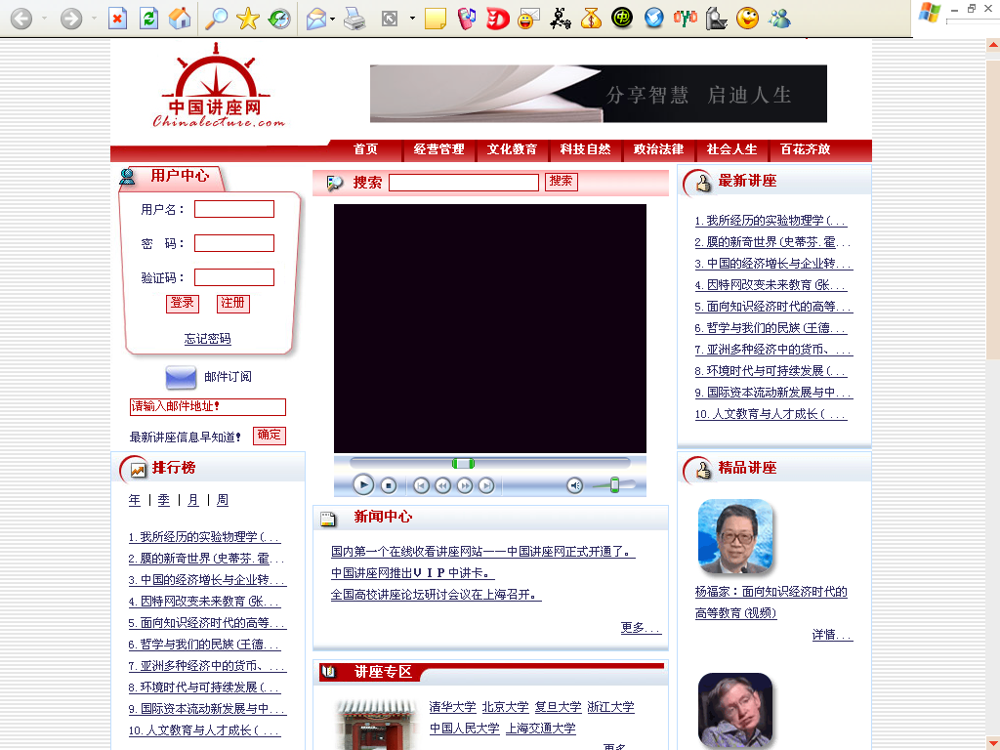 中国讲座网
Chinalecture.com
分享智慧 启迪人生
首页 经营管理 文化教育 科技自然 政治法律 社会人生 百花齐放
用户中心
用户名：
密 码：
验证码：
登录 注册
忘记密码
邮件订阅
请输入邮件地址!
最新讲座信息早知道! 确定
排行榜
年 | 季 | 月 | 周
1. 我所经历的实验物理学(...
2. 膜的新奇世界(史蒂芬.霍...
3. 中国的经济增长与企业转...
4. 因特网改变未来教育(张...
5. 面向知识经济时代的高等...
6. 哲学与我们的民族(王德...
7. 亚洲多种经济中的货币、...
8. 环境时代与可持续发展(...
9. 国际资本流动新发展与中...
10. 人文教育与人才成长(...
搜索 搜索
新闻中心
国内第一个在线收看讲座网站——中国讲座网正式开通了。
中国讲座网推出ＶＩＰ中讲卡。
全国高校讲座论坛研讨会议在上海召开。
更多...
讲座专区
清华大学 北京大学 复旦大学 浙江大学
中国人民大学 上海交通大学
更多...
最新讲座
1. 我所经历的实验物理学(...
2. 膜的新奇世界(史蒂芬.霍...
3. 中国的经济增长与企业转...
4. 因特网改变未来教育(张...
5. 面向知识经济时代的高等...
6. 哲学与我们的民族(王德...
7. 亚洲多种经济中的货币、...
8. 环境时代与可持续发展(...
9. 国际资本流动新发展与中...
10. 人文教育与人才成长(...
精品讲座
杨福家：面向知识经济时代的
高等教育(视频)
详情...